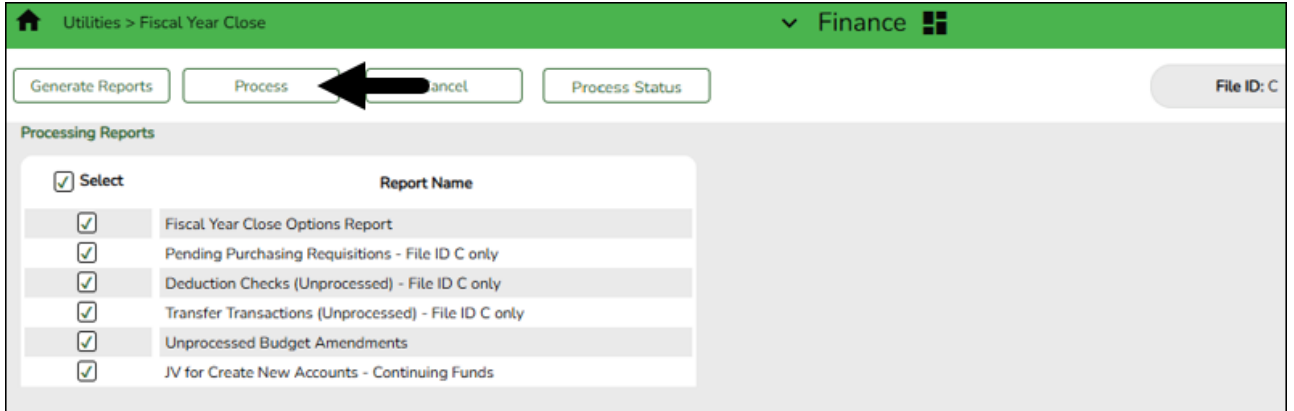 Utilities > Fiscal Year Close
Finance
Generate Reports
Process
ancel
Process Status
File ID: C
Processing Reports
Select
Report Name
Fiscal Year Close Options Report
Pending Purchasing Requisitions - File ID C only
Deduction Checks (Unprocessed) - File ID C only
Transfer Transactions (Unprocessed) - File ID C only
Unprocessed Budget Amendments
JV for Create New Accounts - Continuing Funds